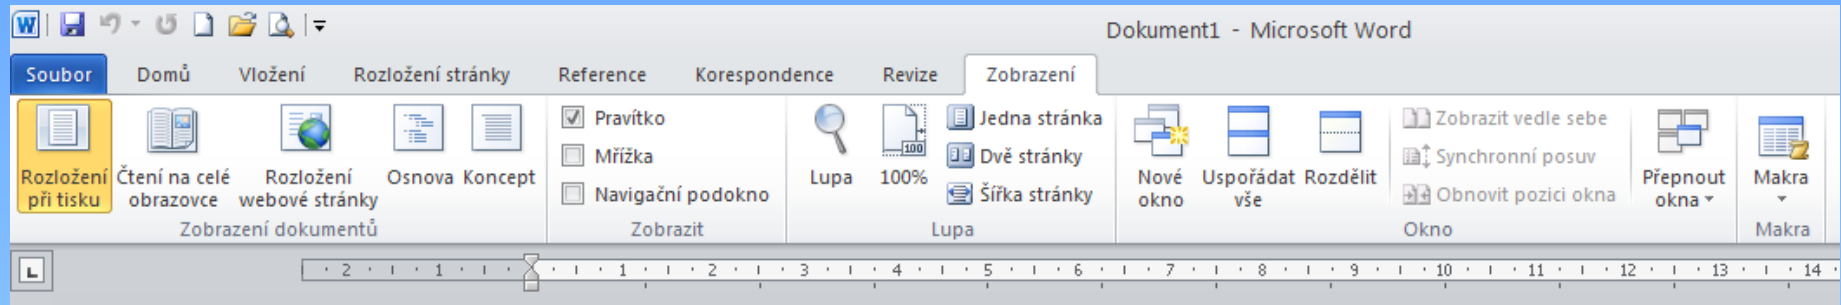 Dokument1 - Microsoft Word
Soubor Domů Vložení Rozložení stránky Reference Korespondence Revize Zobrazení
Rozložení při tisku
Čtení na celé obrazovce
Rozložení webové stránky
Osnova
Koncept
Zobrazení dokumentů
Pravítko
Mřížka
Navigační podokno
Zobrazit
Lupa
100%
Jedna stránka
Dvě stránky
Šířka stránky
Lupa
Nové okno
Uspořádat vše
Rozdělit
Zobrazit vedle sebe
Synchronní posuv
Obnovit pozici okna
Přepnout okna
Okno
Makra
Makra
2 1 1 2 3 4 5 6 7 8 9 10 11 12 13 14